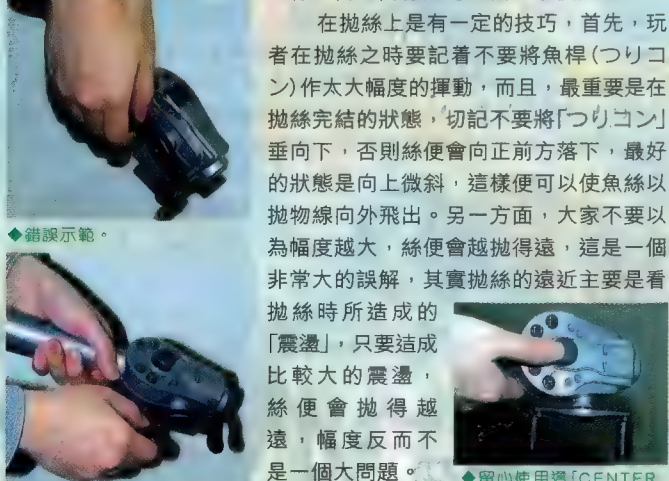 在拋絲上是有一定的技巧，首先，玩
者在拋絲之時要記着不要將魚桿(つりコ
ン)作太大幅度的揮動，而且，最重要是在
拋絲完結的狀態，切記不要將「つりコン」
垂向下，否則絲便會向正前方落下，最好
的狀態是向上微斜，這樣便可以使魚絲以
拋物線向外飛出。另一方面，大家不要以
為幅度越大，絲便會越拋得遠，這是一個
非常大的誤解，其實拋絲的遠近主要是看
拋絲時所造成的
「震盪」，只要這成
比較大的震盪，
絲便會拋得越
遠，幅度反而不
是一個大問題。
◆錯誤示範。
◆留心使用邊「CENTER